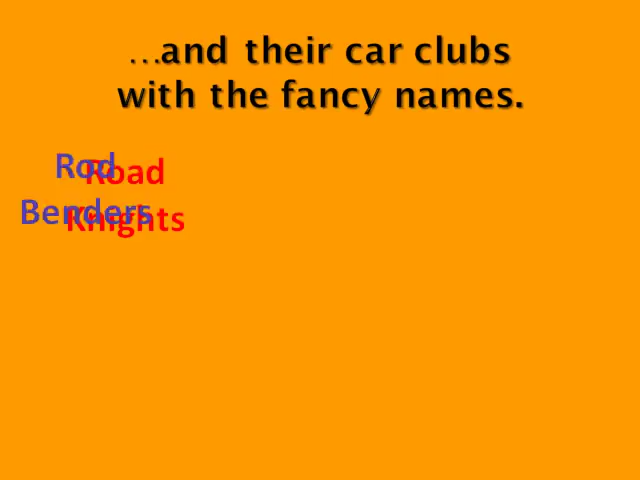 …and their car clubs
with the fancy names.
Rod
Benders
Road
Knights